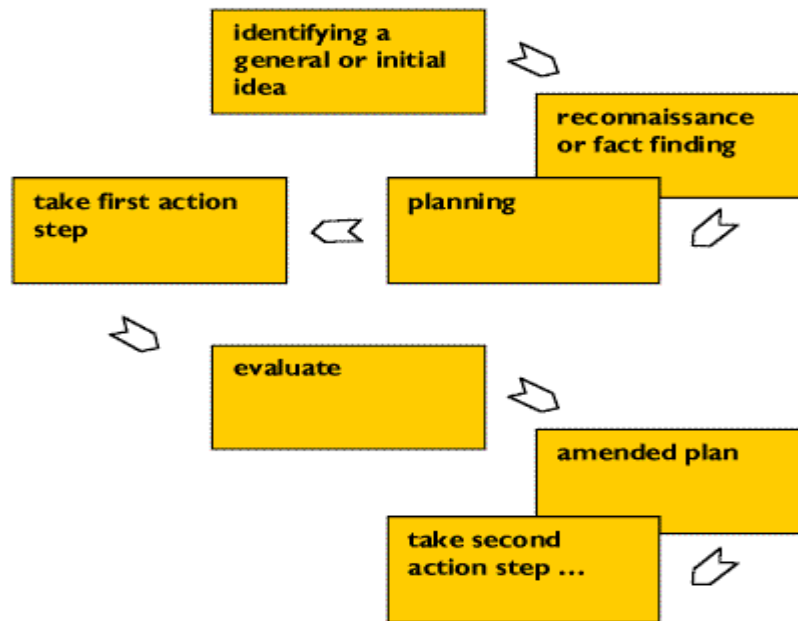 identifying a
general or initial
idea
reconnaissance
or fact finding
planning
take first action
step
evaluate
amended plan
take second
action step ...